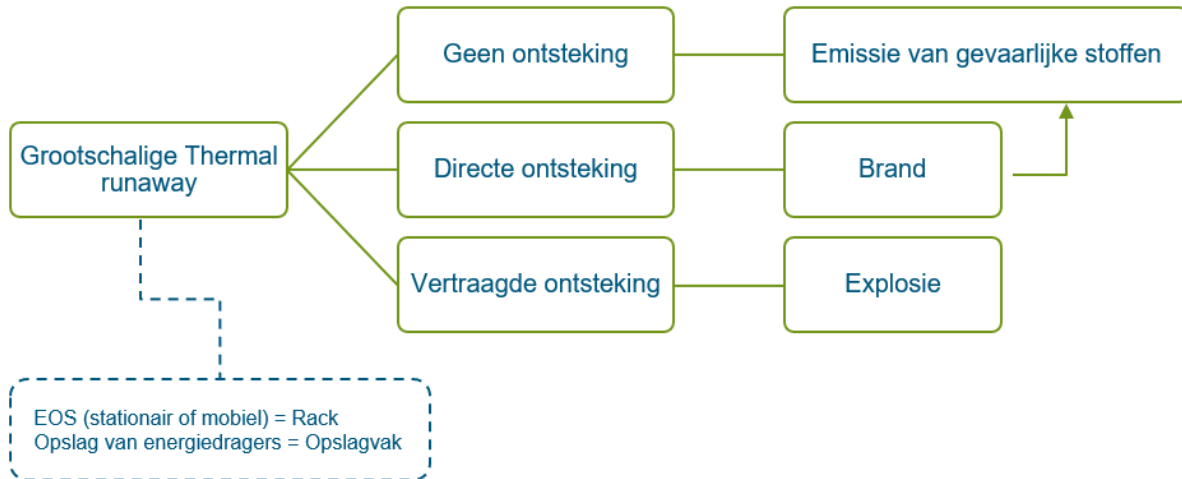 Geen ontsteking
Emissie van gevaarlijke stoffen
Grootschalige Thermal
runaway
Directe ontsteking
Brand
Vertraagde ontsteking
Explosie
EOS (stationair of mobiel) = Rack
Opslag van energiedragers = Opslagvak